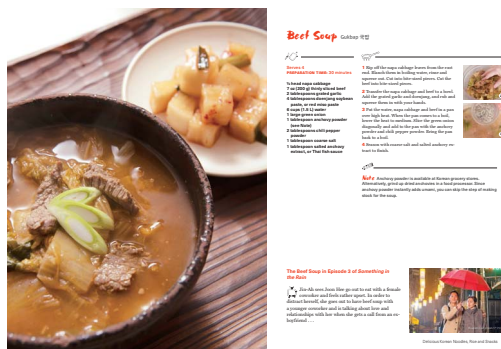 Beef Soup Gukbap 국밥
Serves 4
PREPARATION TIME: 30 minutes
½ head napa cabbage
7 oz (200 g) thinly sliced beef
2 tablespoons grated garlic
4 tablespoons doenjang soybean
paste, or red miso paste
6 cups (1.5 L) water
1 large green onion
1 tablespoon anchovy powder
(see Note)
2 tablespoons chili pepper
powder
1 tablespoon coarse salt
1 tablespoon salted anchovy
extract, or Thai fish sauce
1 Rip off the napa cabbage leaves from the root
end. Blanch them in boiling water, rinse and
squeeze out. Cut into bite-sized pieces. Cut the
beef into bite-sized pieces.
2 Transfer the napa cabbage and beef to a bowl.
Add the grated garlic and doenjang, and rub and
squeeze them in with your hands.
3 Put the water, napa cabbage and beef in a pan
over high heat. When the pan comes to a boil,
lower the heat to medium. Slice the green onion
diagonally and add to the pan with the anchovy
powder and chili pepper powder. Bring the pan
back to a boil.
4 Season with coarse salt and salted anchovy ex-
tract to finish.
Note Anchovy powder is available at Korean grocery stores.
Alternatively, grind up dried anchovies in a food processor. Since
anchovy powder instantly adds umami, you can skip the step of making
stock for the soup.
The Beef Soup in Episode 2 of Something in
the Rain
Jin-Ah sees Joon Hee go out to eat with a female
coworker and feels rather upset. In order to
distract herself, she goes out to have beef soup with
a younger coworker and is talking about love and
relationships with her when she gets a call from an ex-
boyfriend . . .
Delicious Korean Noodles, Rice and Snacks